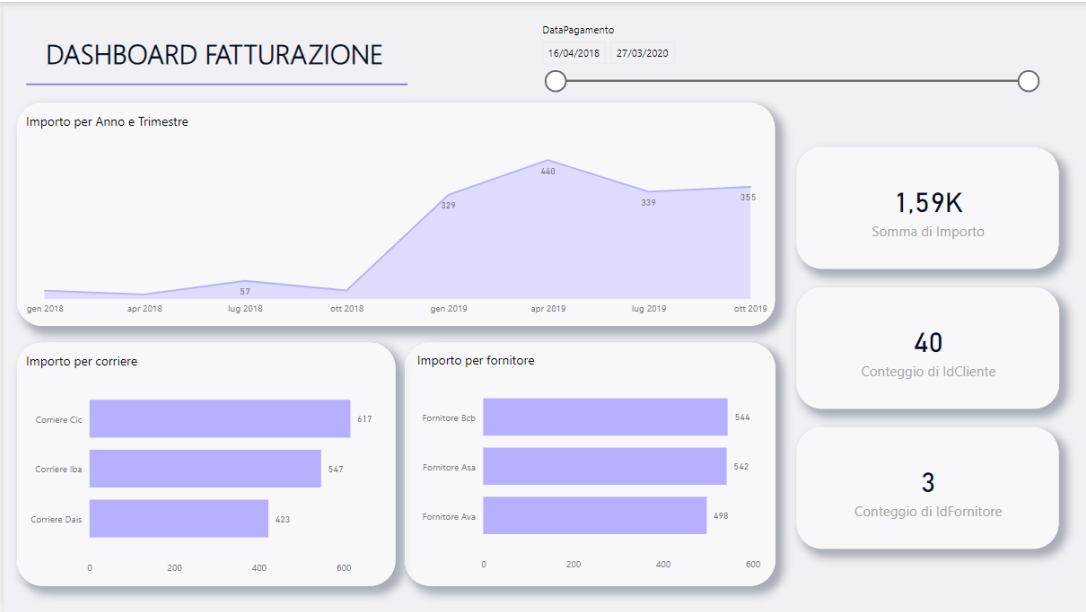 DASHBOARD FATTURAZIONE
DataPagamento
16/04/2018 27/03/2020
Importo per Anno e Trimestre
440
329
339
355
57
gen 2018 apr 2018 lug 2018 ott 2018 gen 2019 apr 2019 lug 2019 ott 2019
1,59K
Somma di Importo
40
Conteggio di IdCliente
3
Conteggio di IdFornitore
Importo per corriere
Corriere Cic 617
Corriere Iba 547
Corriere Dais 423
0 200 400 600
Importo per fornitore
Fornitore Bcb 544
Fornitore Asa 542
Fornitore Ava 498
0 200 400 600